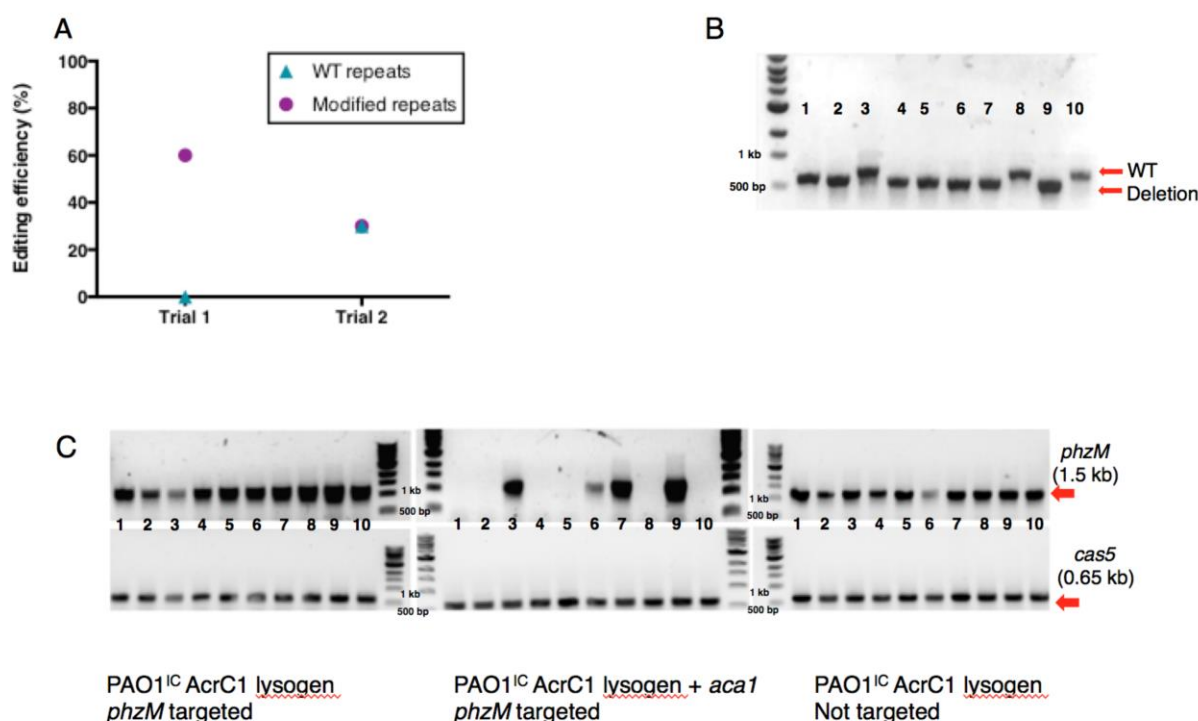 A
Editing efficiency (%)
100
80
60
40
20
0
Trial 1
Trial 2
WT repeats
Modified repeats
B
1 2 3 4 5 6 7 8 9 10
1 kb
500 bp
WT
Deletion
C
1 kb
500 bp
1 kb
500 bp
phzM
(1.5 kb)
1 2 3 4 5 6 7 8 9 10
1 2 3 4 5 6 7 8 9 10
1 2 3 4 5 6 7 8 9 10
1 kb
500 bp
1 kb
500 bp
cas5
(0.65 kb)
PAO1IC AcrC1 lysogen
phzM targeted
PAO1IC AcrC1 lysogen + aca1
phzM targeted
PAO1IC AcrC1 lysogen
Not targeted